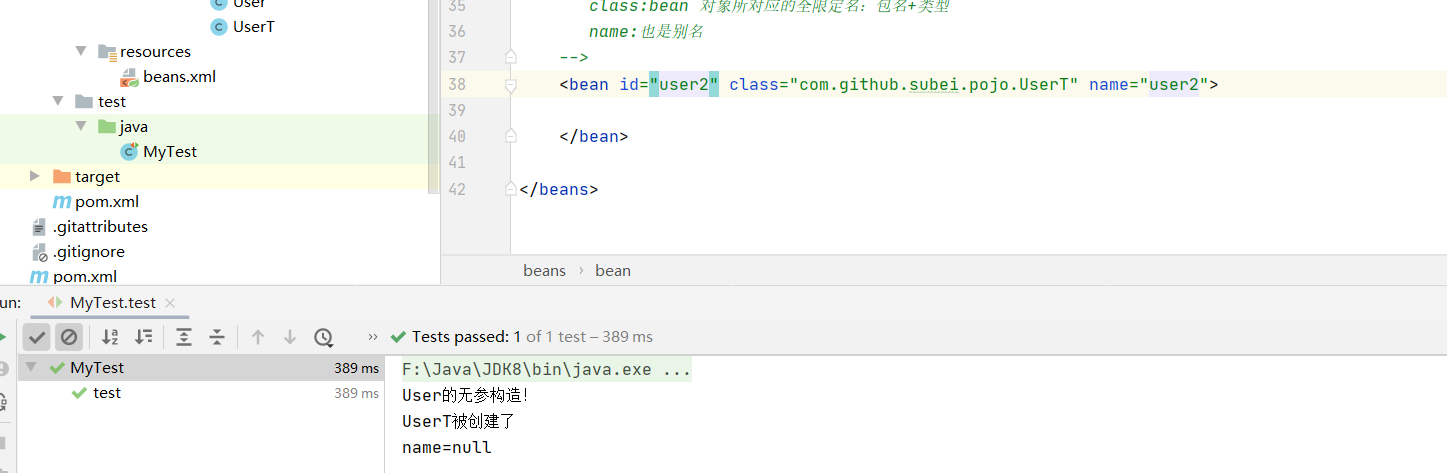 User
UserT
resources
beans.xml
test
java
MyTest
target
pom.xml
.gitattributes
.gitignore
pom.xml
35 class:bean 对象所对应的全限定名：包名+类型
36 name:也是别名
37 -->
38 <bean id="user2" class="com.github.subei.pojo.UserT" name="user2">
39
40 </bean>
41
42 </beans>
beans › bean
un: MyTest.test
Tests passed: 1 of 1 test – 389 ms
MyTest 389 ms
test 389 ms
F:\Java\JDK8\bin\java.exe ...
User的无参构造！
UserT被创建了
name=null